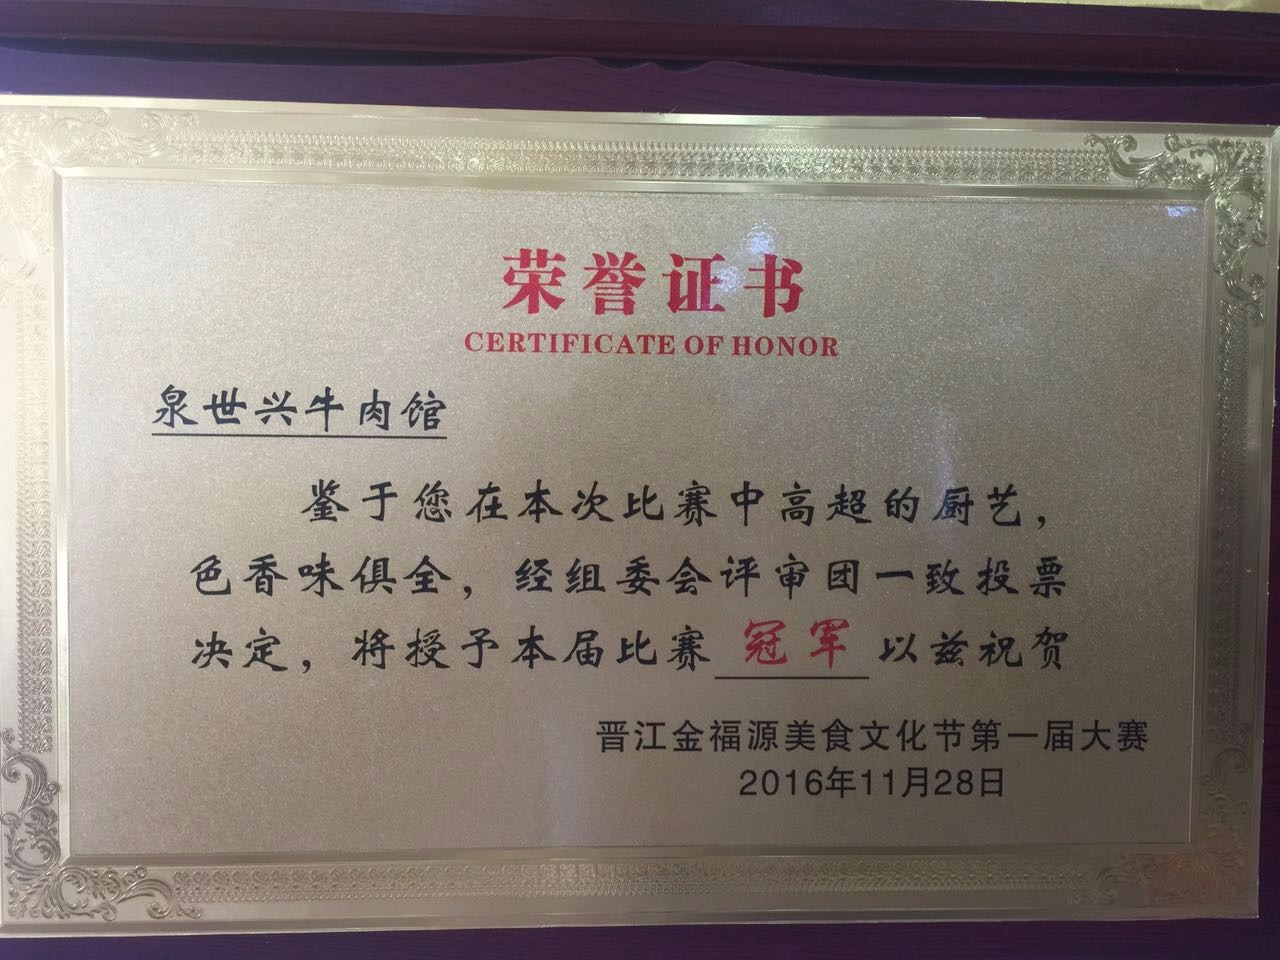 荣誉证书
CERTIFICATE OF HONOR
泉世兴牛肉馆
鉴于您在本次比赛中高超的厨艺，
色香味俱全，经组委会评审团一致投票
决定，将授予本届比赛 冠军 以兹祝贺
晋江金福源美食文化节第一届大赛
2016年11月28日